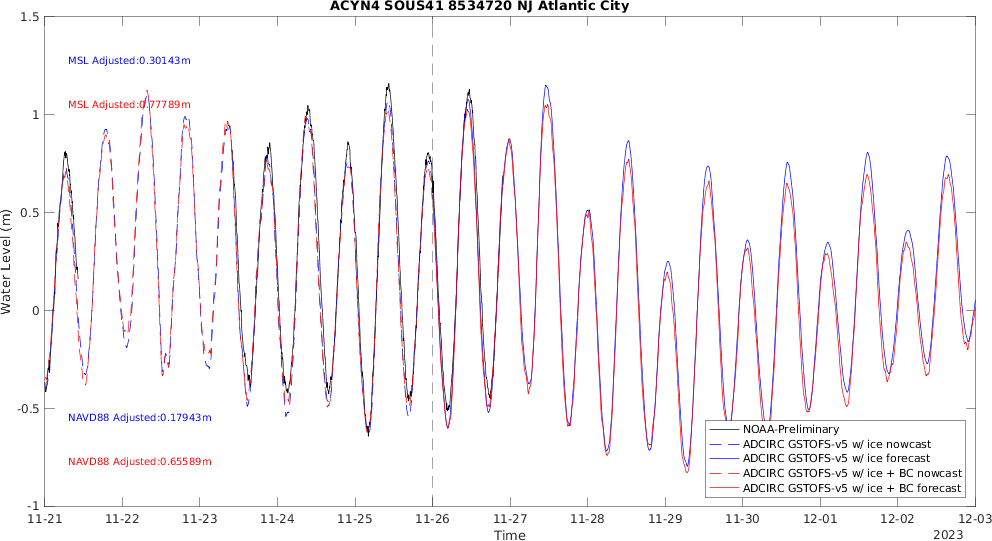 ACYN4 SOUS41 8534720 NJ Atlantic City
1.5
1
0.5
0
-0.5
-1
Water Level (m)
MSL Adjusted:0.30143m
MSL Adjusted:0.77789m
NAVD88 Adjusted:0.17943m
NAVD88 Adjusted:0.65589m
NOAA-Preliminary
ADCIRC GSTOFS-v5 w/ ice nowcast
ADCIRC GSTOFS-v5 w/ ice forecast
ADCIRC GSTOFS-v5 w/ ice + BC nowcast
ADCIRC GSTOFS-v5 w/ ice + BC forecast
11-21 11-22 11-23 11-24 11-25 11-26 11-27 11-28 11-29 11-30 12-01 12-02 12-03
Time
2023